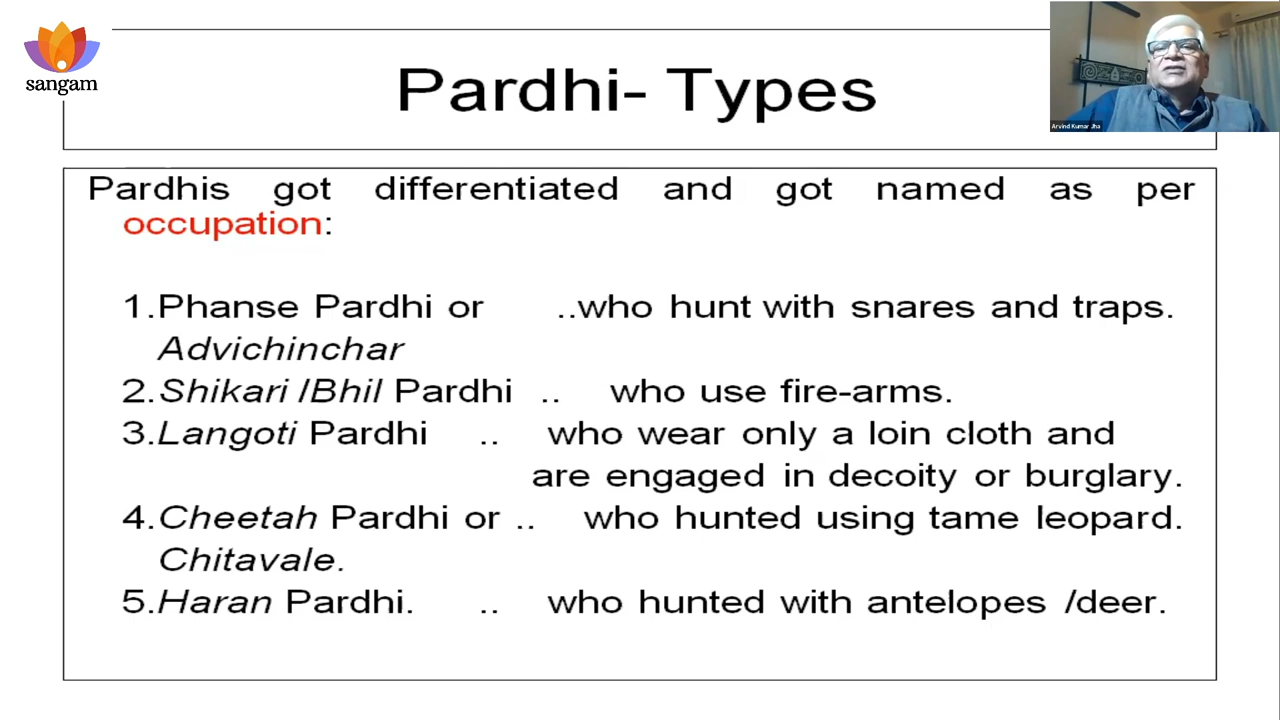 sangam
Pardhi- Types
Arvind Kumar Jha
Pardhis got differentiated and got named as per
occupation:
1.Phanse Pardhi or ..who hunt with snares and traps.
Advichinchar
2.Shikari /Bhil Pardhi .. who use fire-arms.
3.Langoti Pardhi .. who wear only a loin cloth and
are engaged in decoity or burglary.
4.Cheetah Pardhi or .. who hunted using tame leopard.
Chitavale.
5.Haran Pardhi. .. who hunted with antelopes /deer.